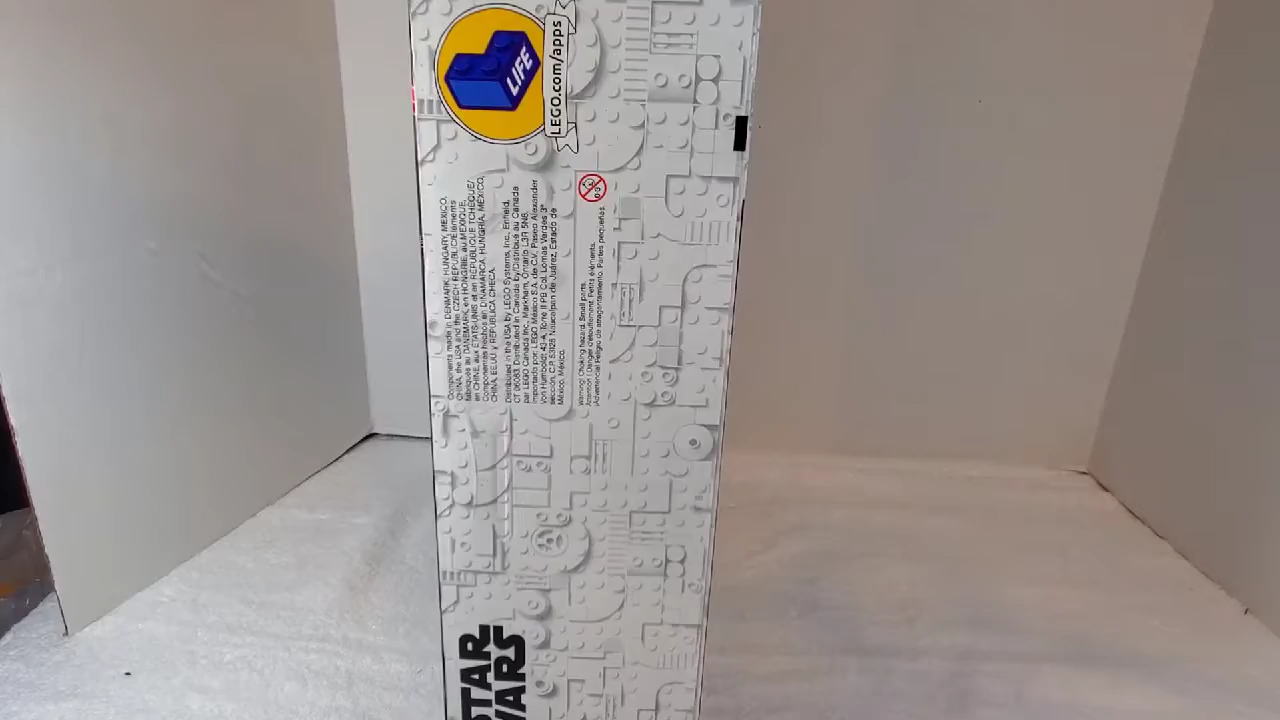 LIFE
LEGO.com/apps
Components made in DENMARK, HUNGARY, MEXICO,
CHINA, the USA and the CZECH REPUBLIC/Éléments
fabriqués au DANEMARK, en HONGRIE, au MEXIQUE,
en CHINE, aux ÉTATS-UNIS et en RÉPUBLIQUE TCHÈQUE/
Componentes hechos en DINAMARCA, HUNGRÍA, MÉXICO,
CHINA, EE.UU. y REPÚBLICA CHECA.
Distributed in the USA by LEGO Systems, Inc., Enfield,
CT 06083. Distributed in Canada by/Distribué au Canada
par LEGO Canada Inc., Markham, Ontario L3R 5N8.
Importado por: LEGO México S.A. de C.V. Paseo Alexander
Von Humboldt 43-A, Torre II PB Col. Lomas Verdes 3ª
sección, C.P. 53125 Naucalpan de Juárez, Estado de
México, México.
Warning! Choking hazard. Small parts.
Attention ! Danger d'étouffement. Petits éléments.
¡Advertencia! Peligro de atragantamiento. Partes pequeñas.
STAR
WARS